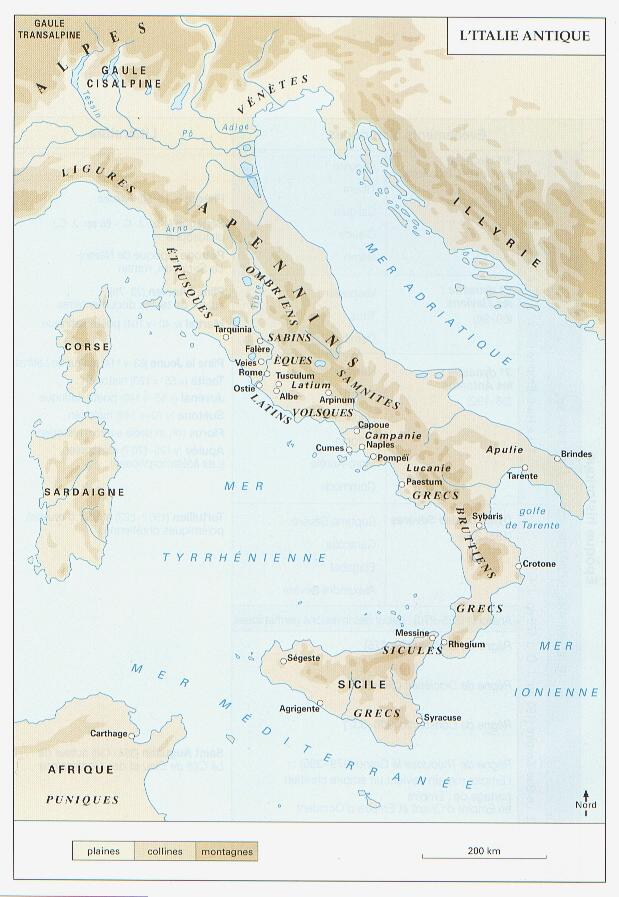 GAULE
TRANSALPINE
L'ITALIE ANTIQUE
ALPES
GAULE
CISALPINE
Tessin
VÉNÈTES
Adige
Pô
LIGURES
ILLYRIE
APENNINS
Arno
MER ADRIATIQUE
ÉTRUSQUES
OMBRIENS
Tibre
Tarquinia
SABINS
CORSE
Falère
Veies
ÈQUES
Rome
Tusculum
SAMNITES
Ostie
Latium
Albe
Arpinum
LATINS
VOLSQUES
Capoue
Campanie
Cumes
Naples
Apulie
Brindes
Pompéï
Lucanie
Tarente
SARDAIGNE
MER
Paestum
GRECS
Sybaris
golfe
de Tarente
BRUTTIENS
TYRRHÉNIENNE
Crotone
GRECS
Messine
Rhegium
MER
SICULES
Ségeste
IONIENNE
MER MÉDITERRANÉE
SICILE
Agrigente
GRECS
Syracuse
Carthage
AFRIQUE
PUNIQUES
Nord
plaines
collines
montagnes
200 km